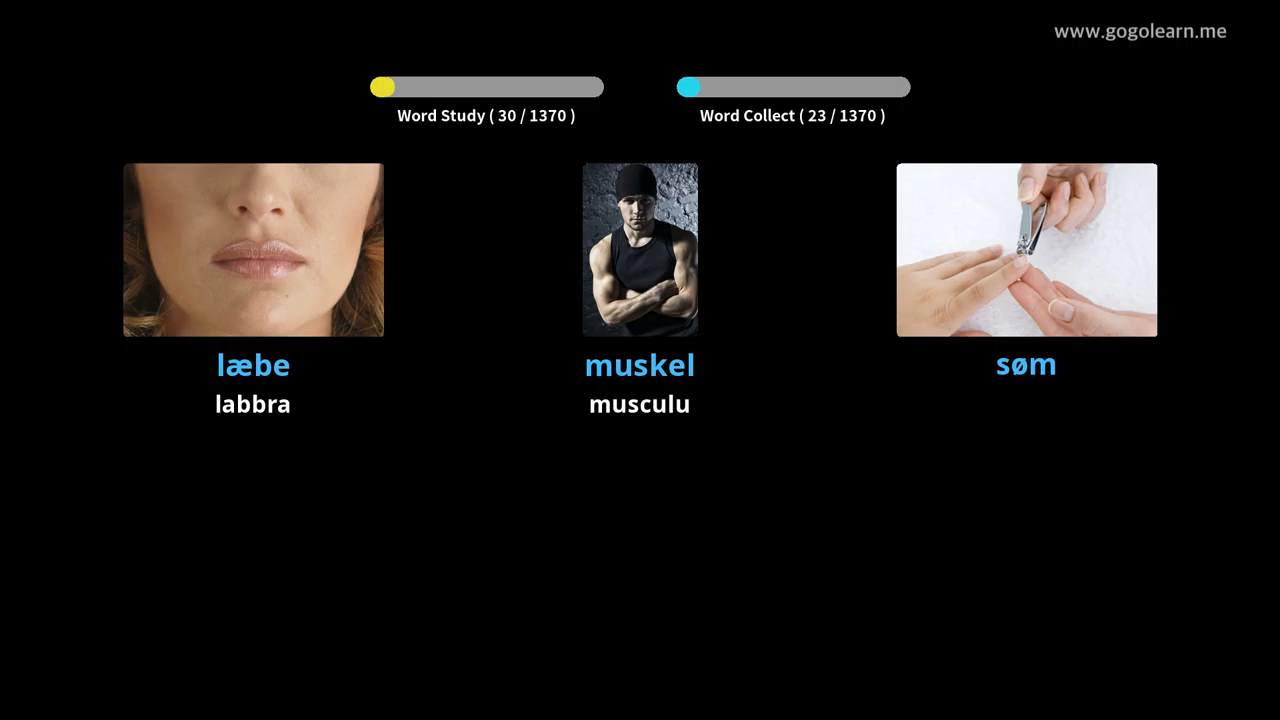 www.gogolearn.me
Word Study ( 30 / 1370 )
Word Collect ( 23 / 1370 )
læbe
muskel
søm
labbra
musculu